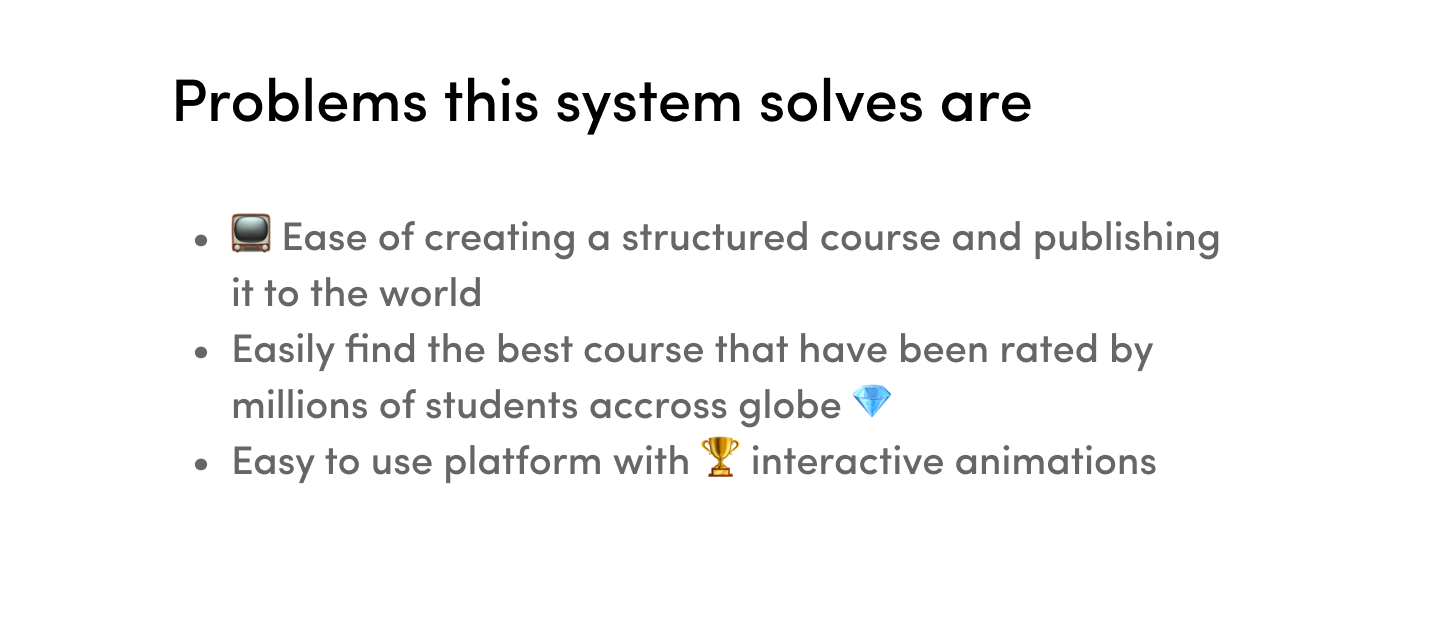 Problems this system solves are
• 📺 Ease of creating a structured course and publishing
it to the world
• Easily find the best course that have been rated by
millions of students accross globe 💎
• Easy to use platform with 🏆 interactive animations